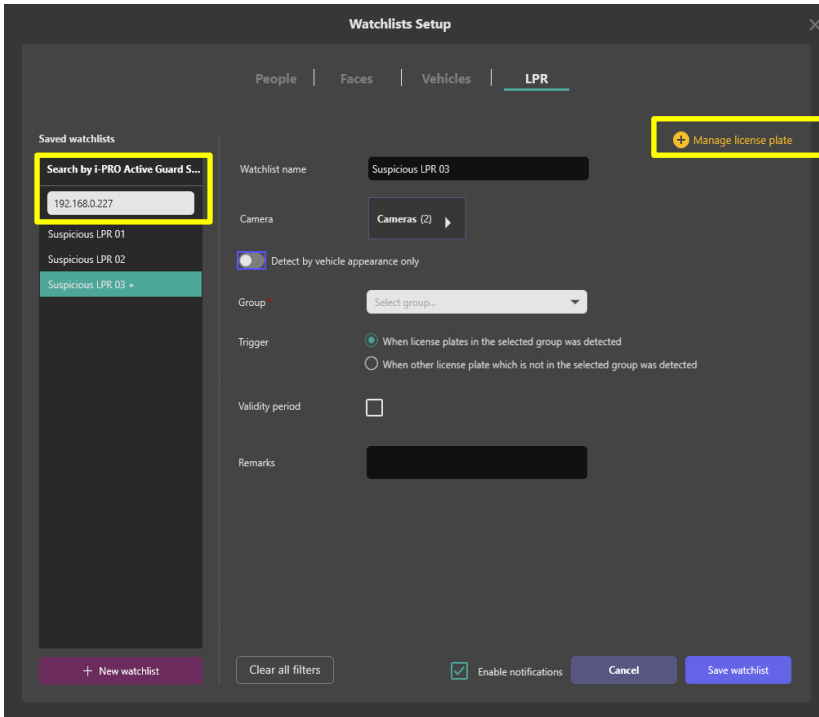 Watchlists Setup
People
Faces
Vehicles
LPR
Saved watchlists
Manage license plate
Search by i-PRO Active Guard S...
192.168.0.227
Suspicious LPR 01
Suspicious LPR 02
Suspicious LPR 03 +
Watchlist name
Suspicious LPR 03
Camera
Cameras (2)
Detect by vehicle appearance only
Group *
Select group...
Trigger
When license plates in the selected group was detected
When other license plate which is not in the selected group was detected
Validity period
Remarks
+ New watchlist
Clear all filters
Enable notifications
Cancel
Save watchlist